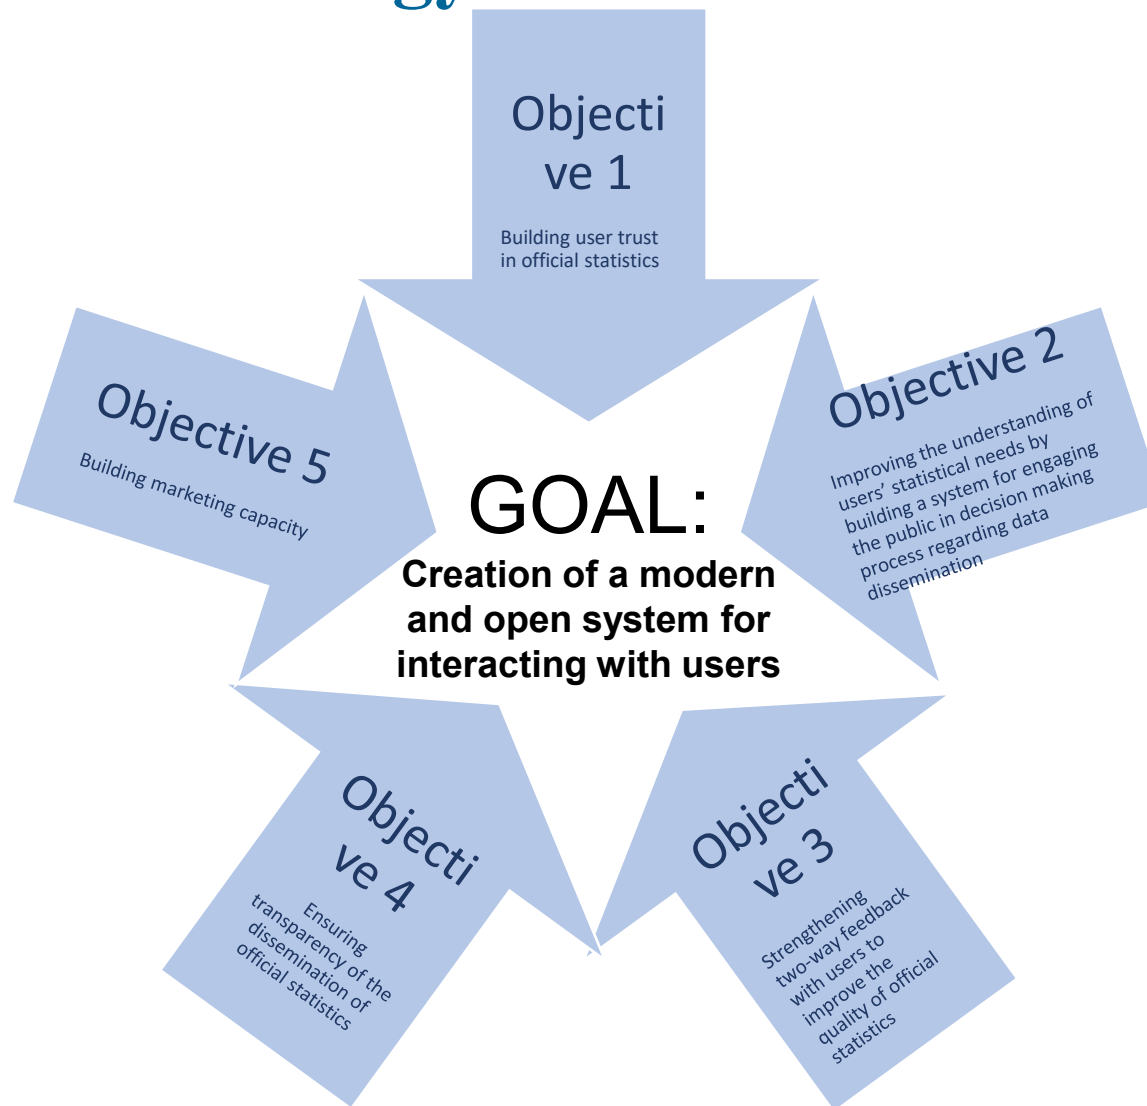 gy
Objecti
ve 1
Building user trust
in official statistics
Objective 2
Improving the understanding of
users' statistical needs by
building a system for engaging
the public in decision making
process regarding data
dissemination
Objecti
ve 3
Strengthening
two-way feedback
with users to
improve the
quality of official
statistics
Objecti
ve 4
Ensuring
transparency of the
dissemination of
official statistics
Objective 5
Building marketing capacity
GOAL:
Creation of a modern
and open system for
interacting with users